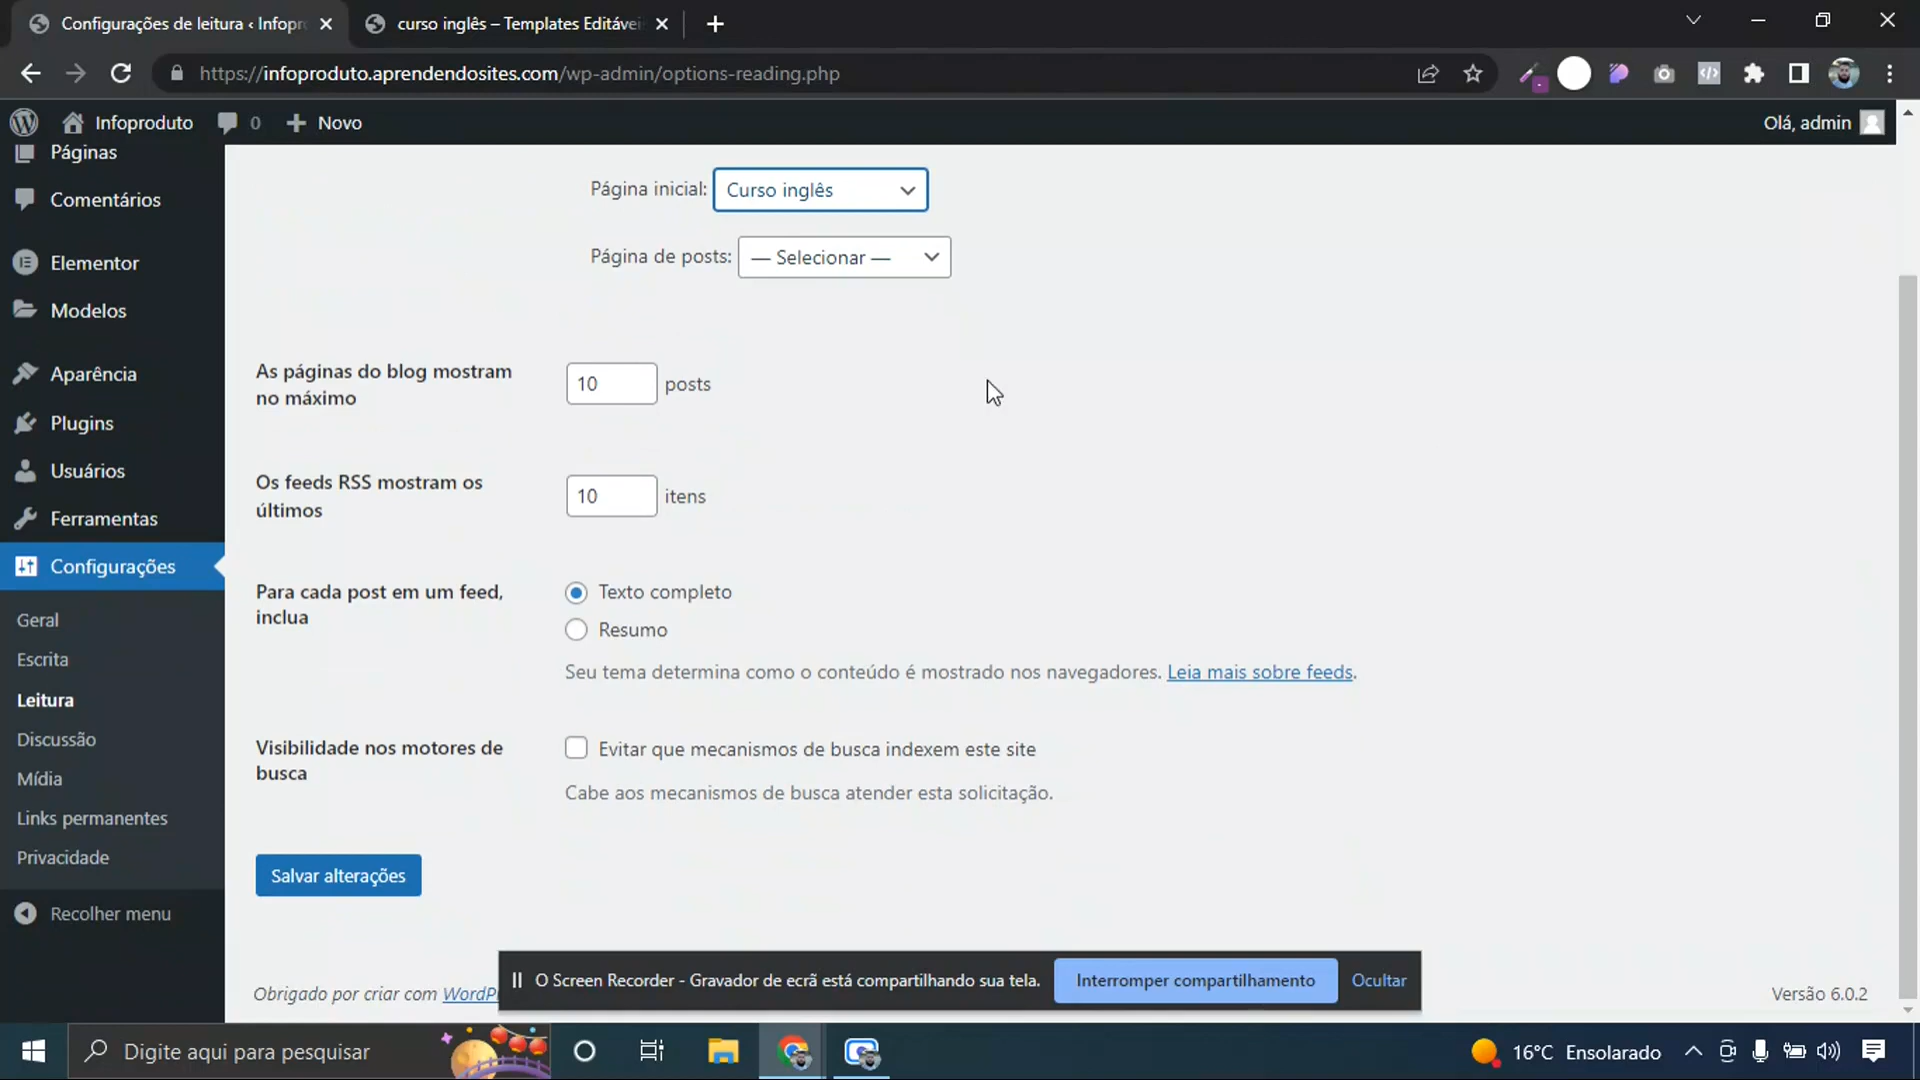 Configurações de leitura ‹ Infopr
curso inglês – Templates Editáve
https://infoproduto.aprendendosites.com/wp-admin/options-reading.php
Infoproduto
0
Novo
Olá, admin
Páginas
Comentários
Elementor
Modelos
Aparência
Plugins
Usuários
Ferramentas
Configurações
Geral
Escrita
Leitura
Discussão
Mídia
Links permanentes
Privacidade
Recolher menu
Página inicial: Curso inglês
Página de posts: — Selecionar —
As páginas do blog mostram
no máximo
10 posts
Os feeds RSS mostram os
últimos
10 itens
Para cada post em um feed,
inclua
Texto completo
Resumo
Seu tema determina como o conteúdo é mostrado nos navegadores. Leia mais sobre feeds.
Visibilidade nos motores de
busca
Evitar que mecanismos de busca indexem este site
Cabe aos mecanismos de busca atender esta solicitação.
Salvar alterações
Obrigado por criar com WordP
Versão 6.0.2
O Screen Recorder - Gravador de ecrã está compartilhando sua tela.
Interromper compartilhamento
Ocultar
Digite aqui para pesquisar
16°C Ensolarado